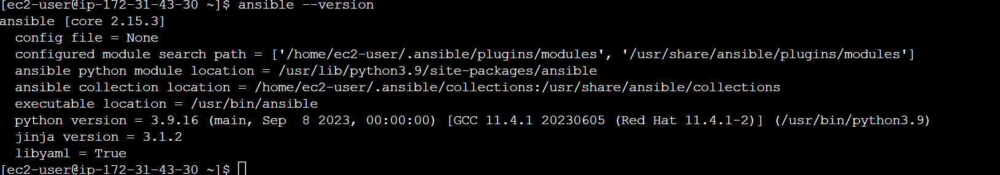 [ec2-user@ip-172-31-43-30 ~]$ ansible --version
ansible [core 2.15.3]
  config file = None
  configured module search path = ['/home/ec2-user/.ansible/plugins/modules', '/usr/share/ansible/plugins/modules']
  ansible python module location = /usr/lib/python3.9/site-packages/ansible
  ansible collection location = /home/ec2-user/.ansible/collections:/usr/share/ansible/collections
  executable location = /usr/bin/ansible
  python version = 3.9.16 (main, Sep  8 2023, 00:00:00) [GCC 11.4.1 20230605 (Red Hat 11.4.1-2)] (/usr/bin/python3.9)
  jinja version = 3.1.2
  libyaml = True
[ec2-user@ip-172-31-43-30 ~]$